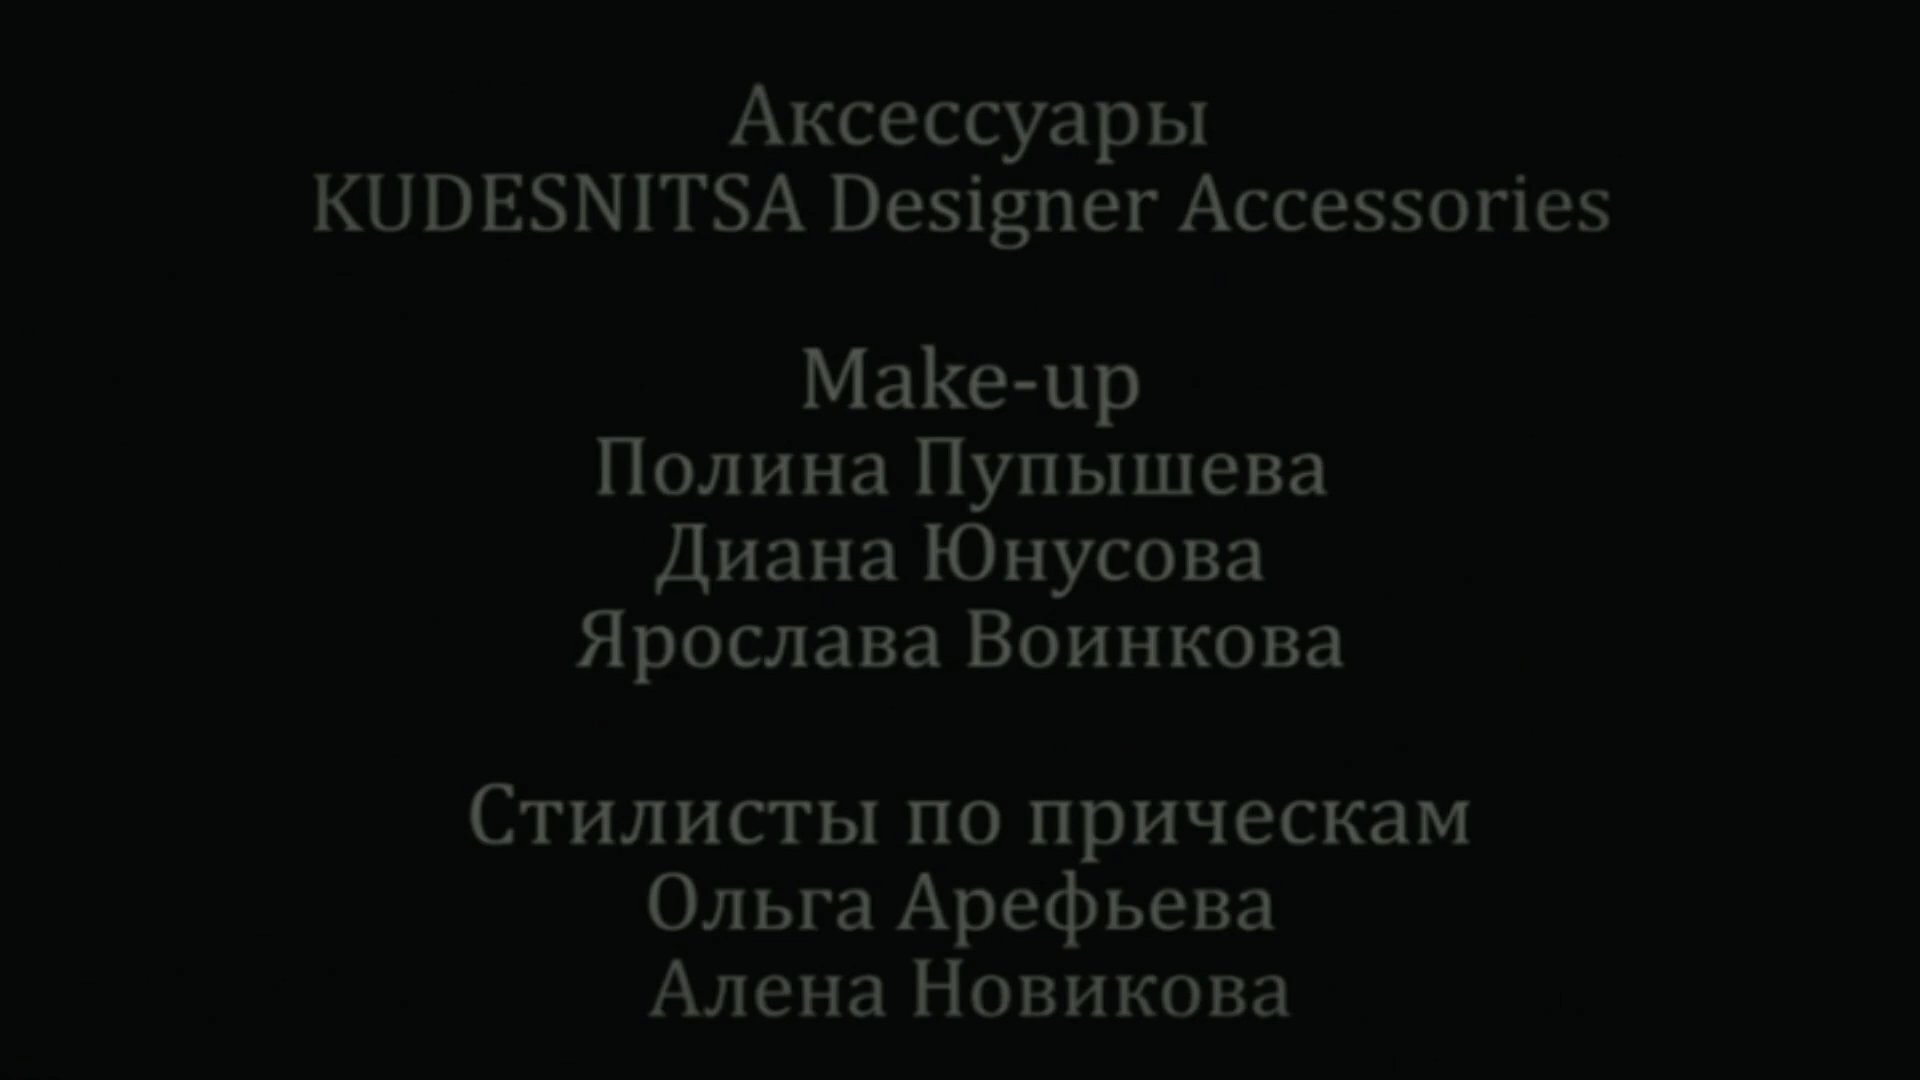 Аксессуары
KUDESNITSA Designer Accessories
Make-up
Полина Пупышева
Диана Юнусова
Ярослава Воинкова
Стилисты по прическам
Ольга Арефьева
Алена Новикова